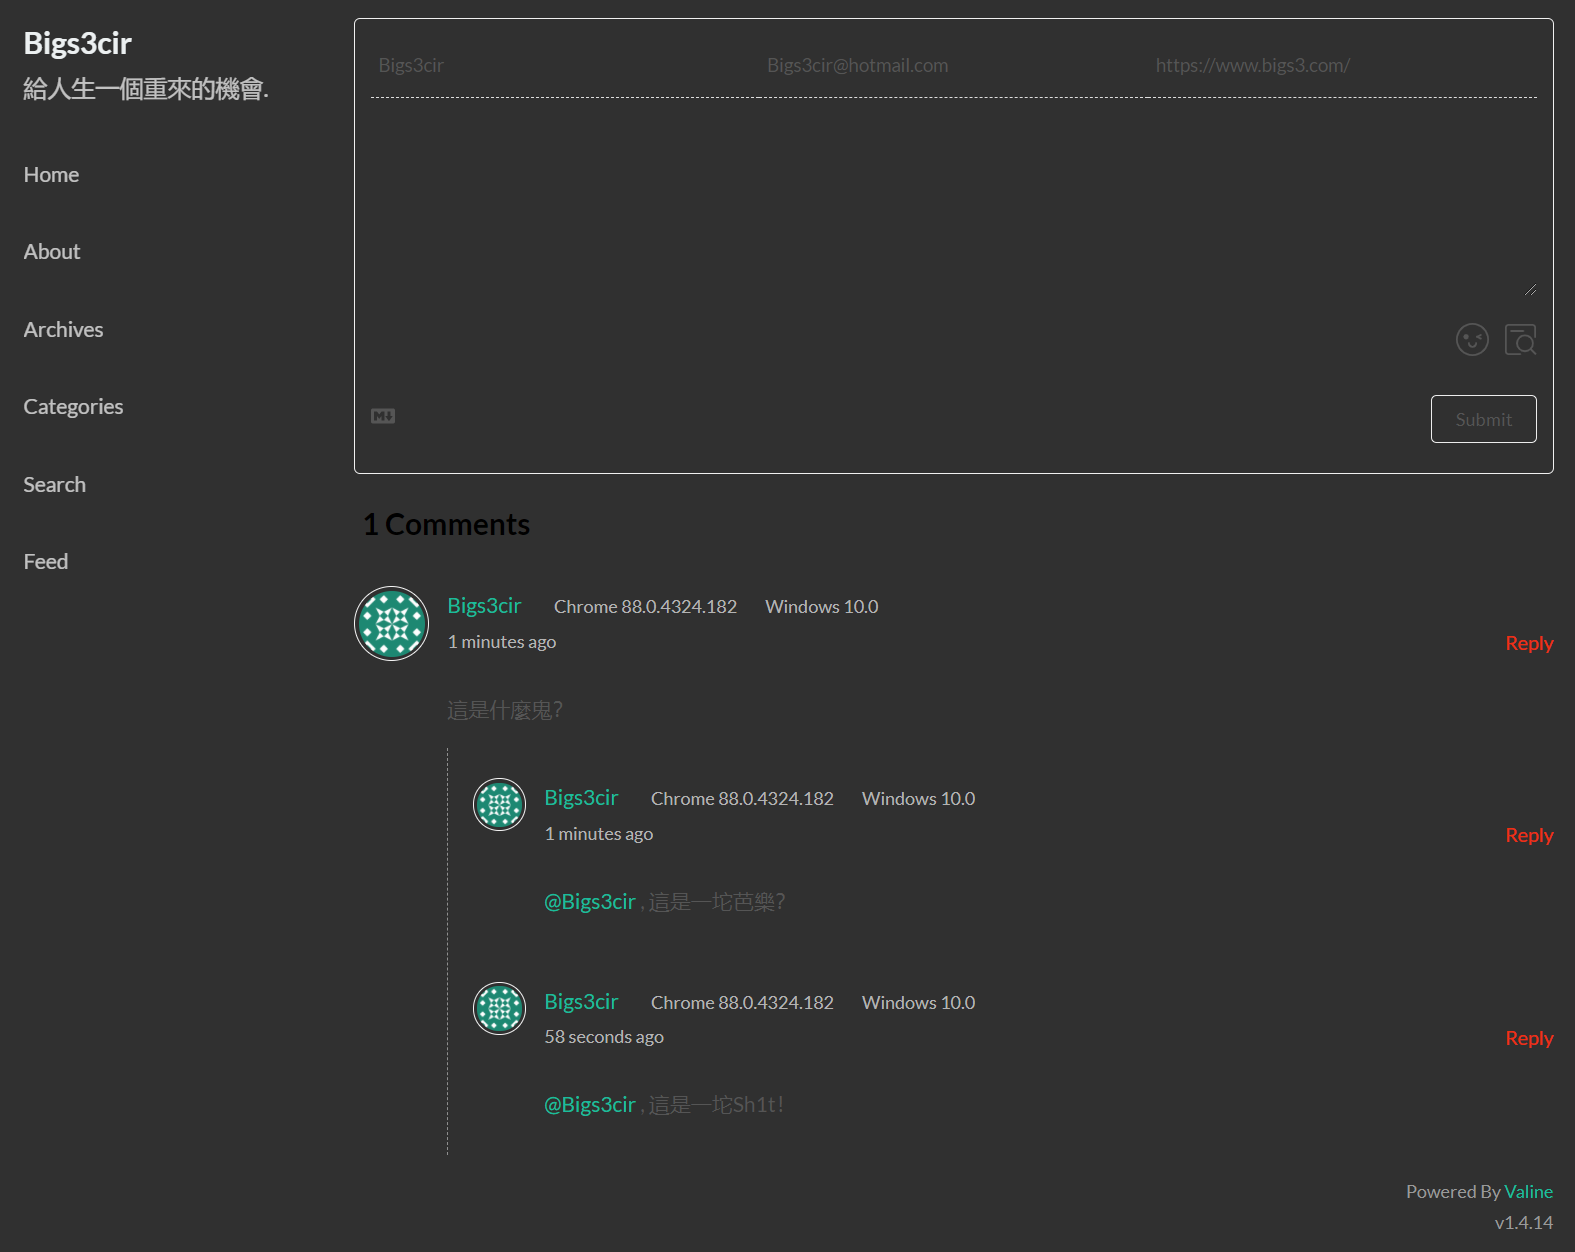 Bigs3cir
給人生一個重來的機會.
Home
About
Archives
Categories
Search
Feed
Bigs3cir Bigs3cir@hotmail.com https://www.bigs3.com/
M
Submit
1 Comments
Bigs3cir Chrome 88.0.4324.182 Windows 10.0
1 minutes ago Reply
這是什麼鬼?
Bigs3cir Chrome 88.0.4324.182 Windows 10.0
1 minutes ago Reply
@Bigs3cir , 這是一坨芭樂?
Bigs3cir Chrome 88.0.4324.182 Windows 10.0
58 seconds ago Reply
@Bigs3cir , 這是一坨Sh1t!
Powered By Valine
v1.4.14